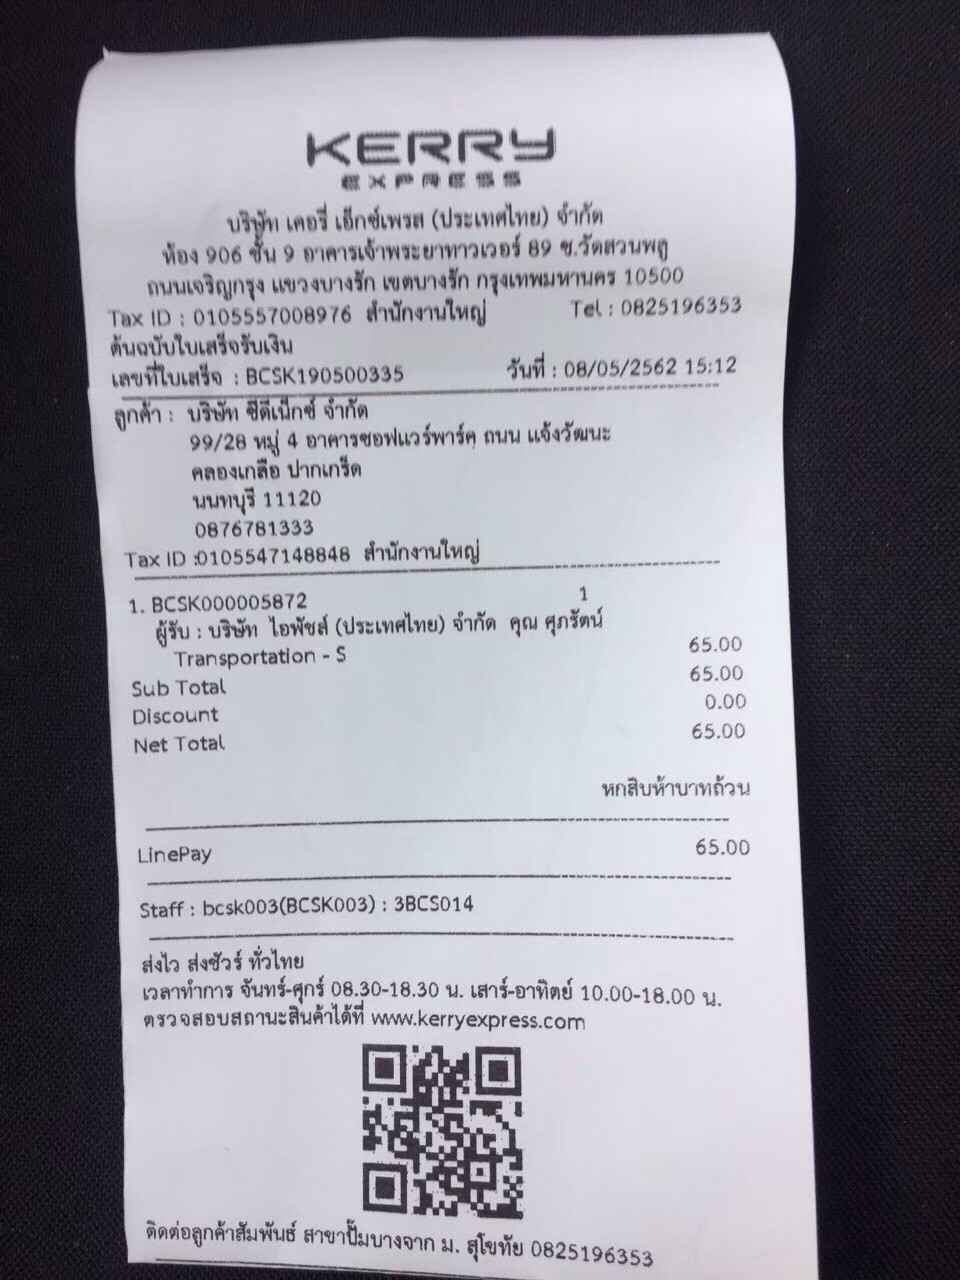 KERRY
EXPRESS
บริษัท เคอรี่ เอ็กซ์เพรส (ประเทศไทย) จำกัด
ห้อง 906 ชั้น 9 อาคารเจ้าพระยาทาวเวอร์ 89 ซ.วัดสวนพลู
ถนนเจริญกรุง แขวงบางรัก เขตบางรัก กรุงเทพมหานคร 10500
Tax ID : 0105557008976 สำนักงานใหญ่ Tel : 0825196353
ต้นฉบับใบเสร็จรับเงิน
เลขที่ใบเสร็จ : BCSK190500335 วันที่ : 08/05/2562 15:12
ลูกค้า : บริษัท ซีดีเน็กซ์ จำกัด
99/28 หมู่ 4 อาคารซอฟแวร์พาร์ค ถนน แจ้งวัฒนะ
คลองเกลือ ปากเกร็ด
นนทบุรี 11120
0876781333
Tax ID :0105547148848 สำนักงานใหญ่
1. BCSK000005872 1
ผู้รับ : บริษัท ไอพัชส์ (ประเทศไทย) จำกัด คุณ ศุภรัตน์
Transportation - S 65.00
Sub Total 65.00
Discount 0.00
Net Total 65.00
หกสิบห้าบาทถ้วน
LinePay 65.00
Staff : bcsk003(BCSK003) : 3BCS014
ส่งไว ส่งชัวร์ ทั่วไทย
เวลาทำการ จันทร์-ศุกร์ 08.30-18.30 น. เสาร์-อาทิตย์ 10.00-18.00 น.
ตรวจสอบสถานะสินค้าได้ที่ www.kerryexpress.com
ติดต่อลูกค้าสัมพันธ์ สาขาปั๊มบางจาก ม. สุโขทัย 0825196353